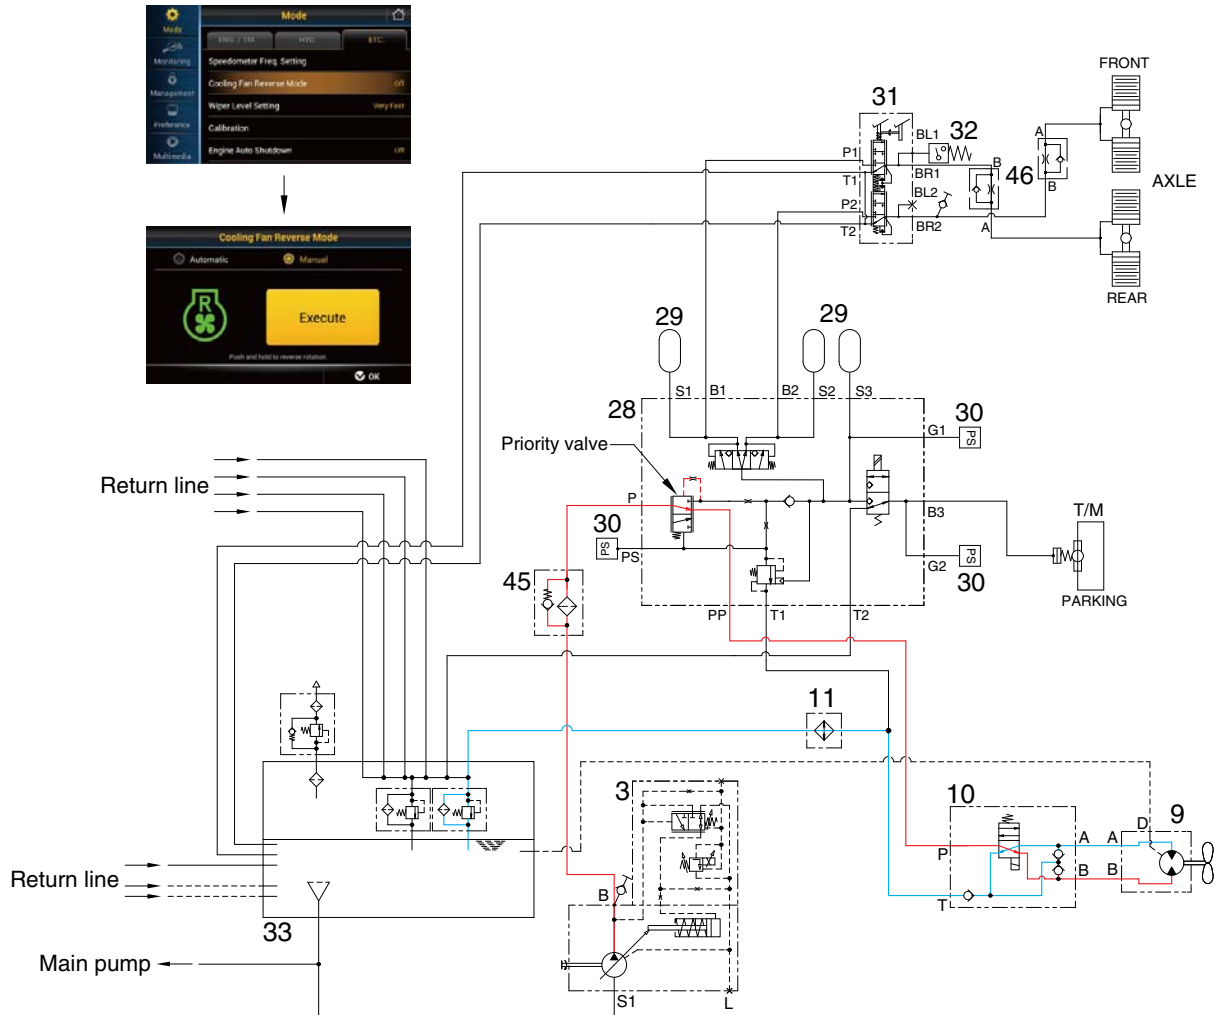 Mode
Mode
ENG. / TM
HYD
ETC.
Monitoring
Speedometer Freq. Setting
Cooling Fan Reverse Mode
Off
Management
Wiper Level Setting
Very Fast
Preference
Calibration
Multimedia
Engine Auto Shutdown
Off
Cooling Fan Reverse Mode
Automatic
Manual
R
Execute
Push and hold to reverse rotation.
OK
FRONT
31
32
BL1
P1
A
B
46
BR1
T1
B
AXLE
BL2
P2
T2
BR2
A
REAR
29
29
S1
B1
B2
S2
S3
28
30
G1
PS
Priority valve
Return line
P
B3
T/M
30
PS
PS
G2
PS
30
45
PARKING
PP
T1
T2
11
3
10
9
D
P
A
A
B
B
T
Return line
B
33
Main pump
S1
L